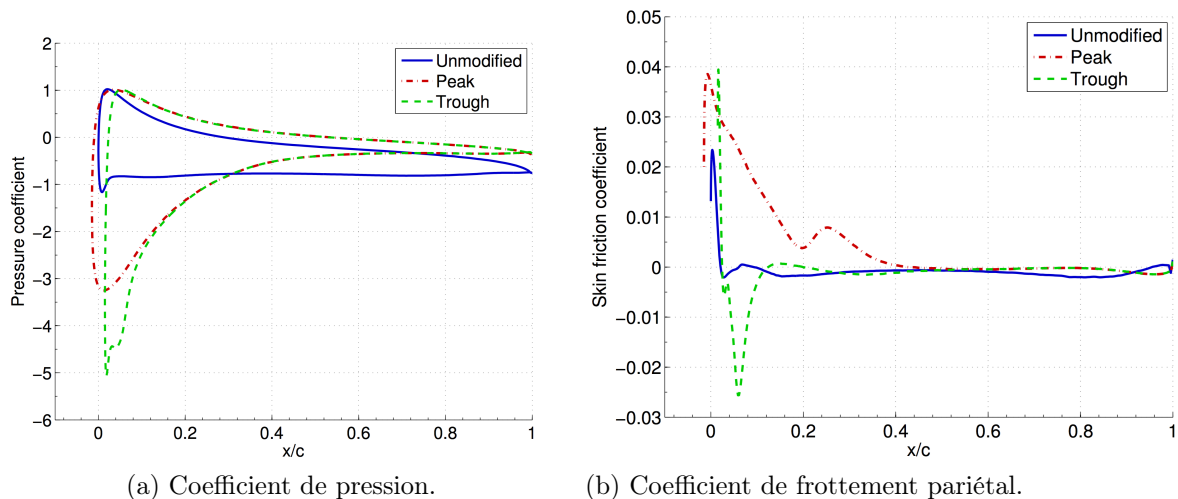 2
1
0
−1
−2
−3
−4
−5
−6
Pressure coefficient
0
0.2
0.4
0.6
0.8
1
x/c
Unmodified
Peak
Trough
(a) Coefficient de pression.
0.05
0.04
0.03
0.02
0.01
0
−0.01
−0.02
−0.03
Skin friction coefficient
0
0.2
0.4
0.6
0.8
1
x/c
Unmodified
Peak
Trough
(b) Coefficient de frottement pariétal.